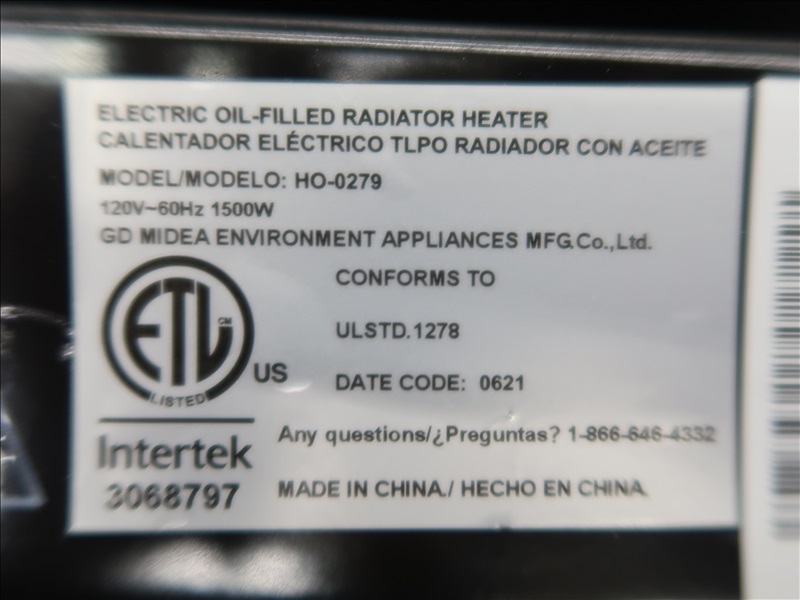 ELECTRIC OIL-FILLED RADIATOR HEATER
CALENTADOR ELÉCTRICO TLPO RADIADOR CON ACEITE
MODEL/MODELO: HO-0279
120V~60Hz 1500W
GD MIDEA ENVIRONMENT APPLIANCES MFG.Co.,Ltd.
CONFORMS TO
ETL CM
ULSTD.1278
US
LISTED
DATE CODE: 0621
Any questions/¿Preguntas? 1-866-646-4332
Intertek
3068797
MADE IN CHINA./ HECHO EN CHINA.